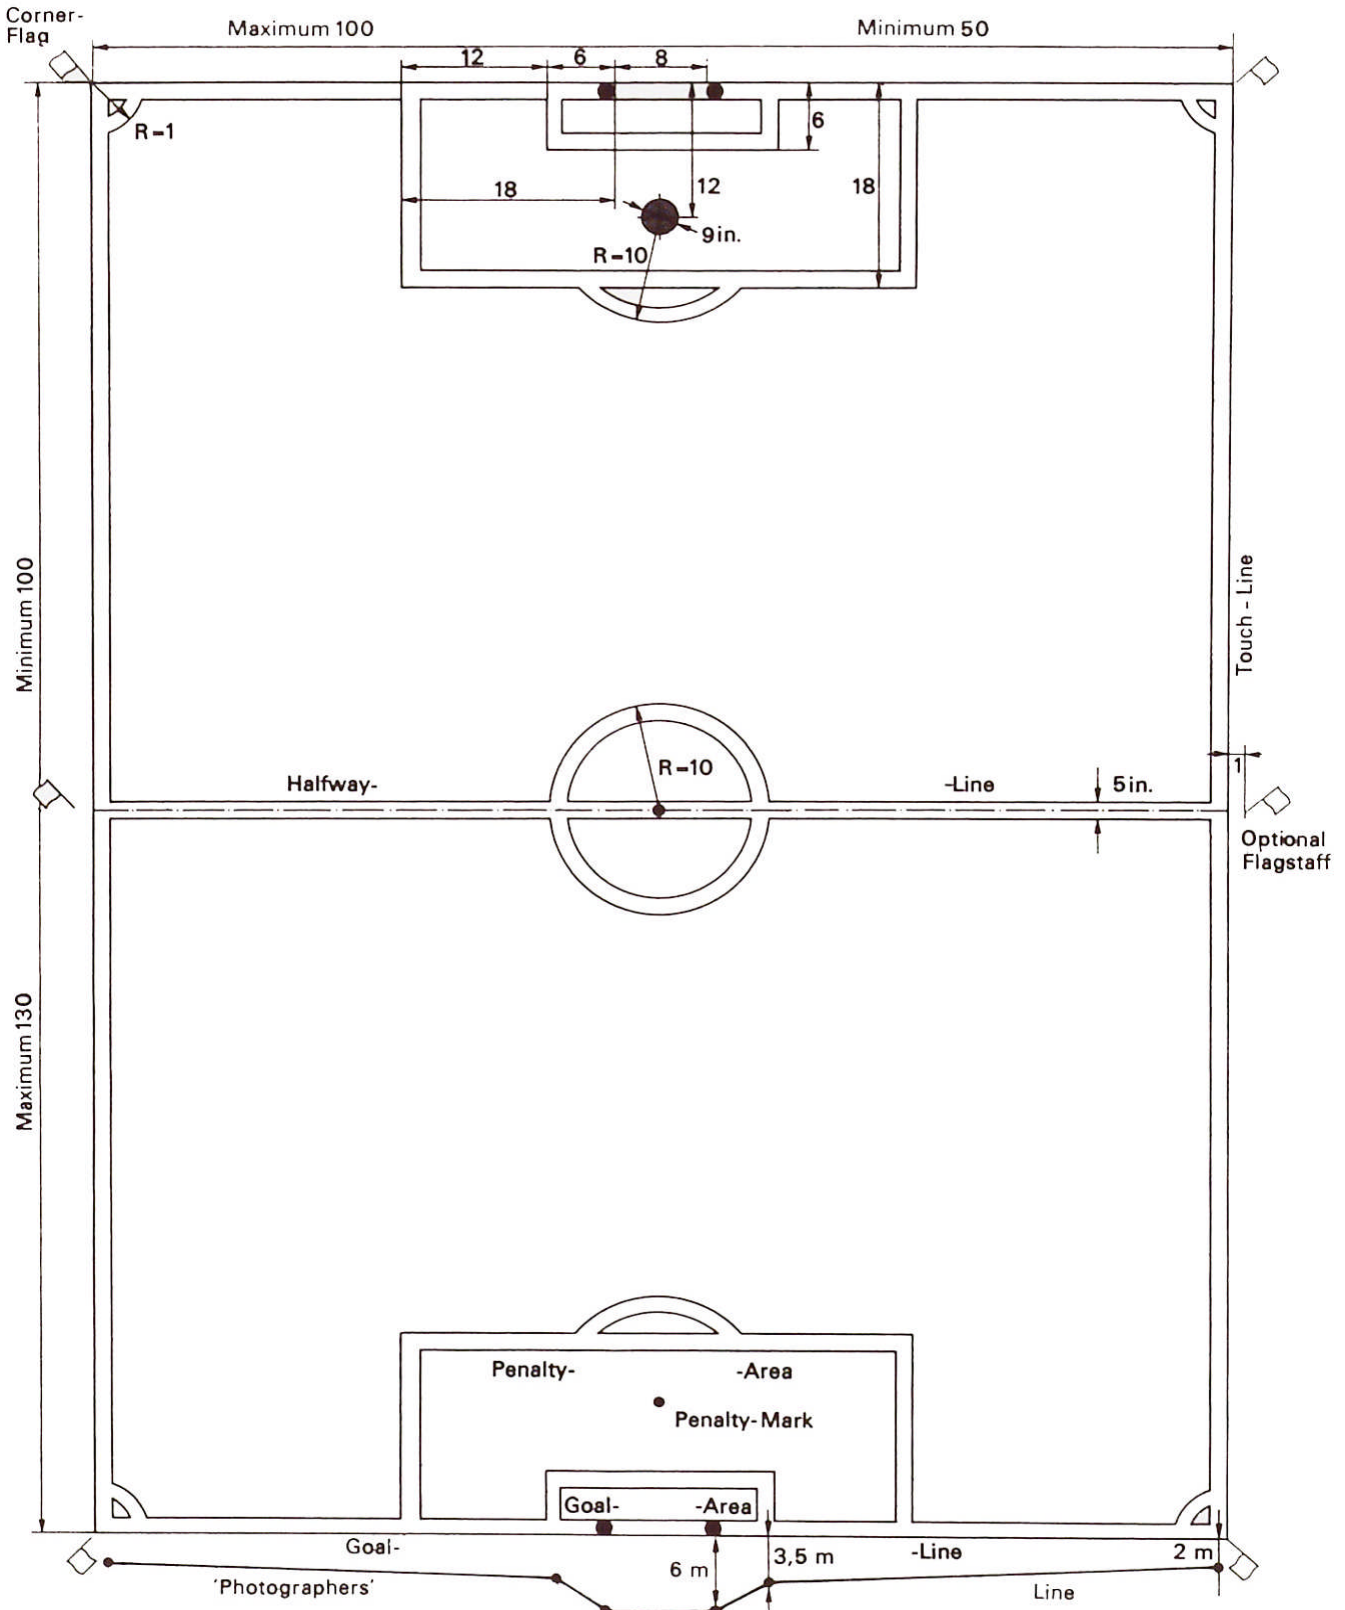 Corner-
Flag
Maximum 100
Minimum 50
12
6
8
R=1
6
18
12
18
9in.
R=10
Minimum 100
Touch - Line
R=10
Halfway-
-Line
5in.
1
Optional
Flagstaff
Maximum 130
Penalty-
-Area
Penalty-Mark
Goal-
-Area
Goal-
-Line
3,5 m
2 m
6 m
'Photographers'
Line